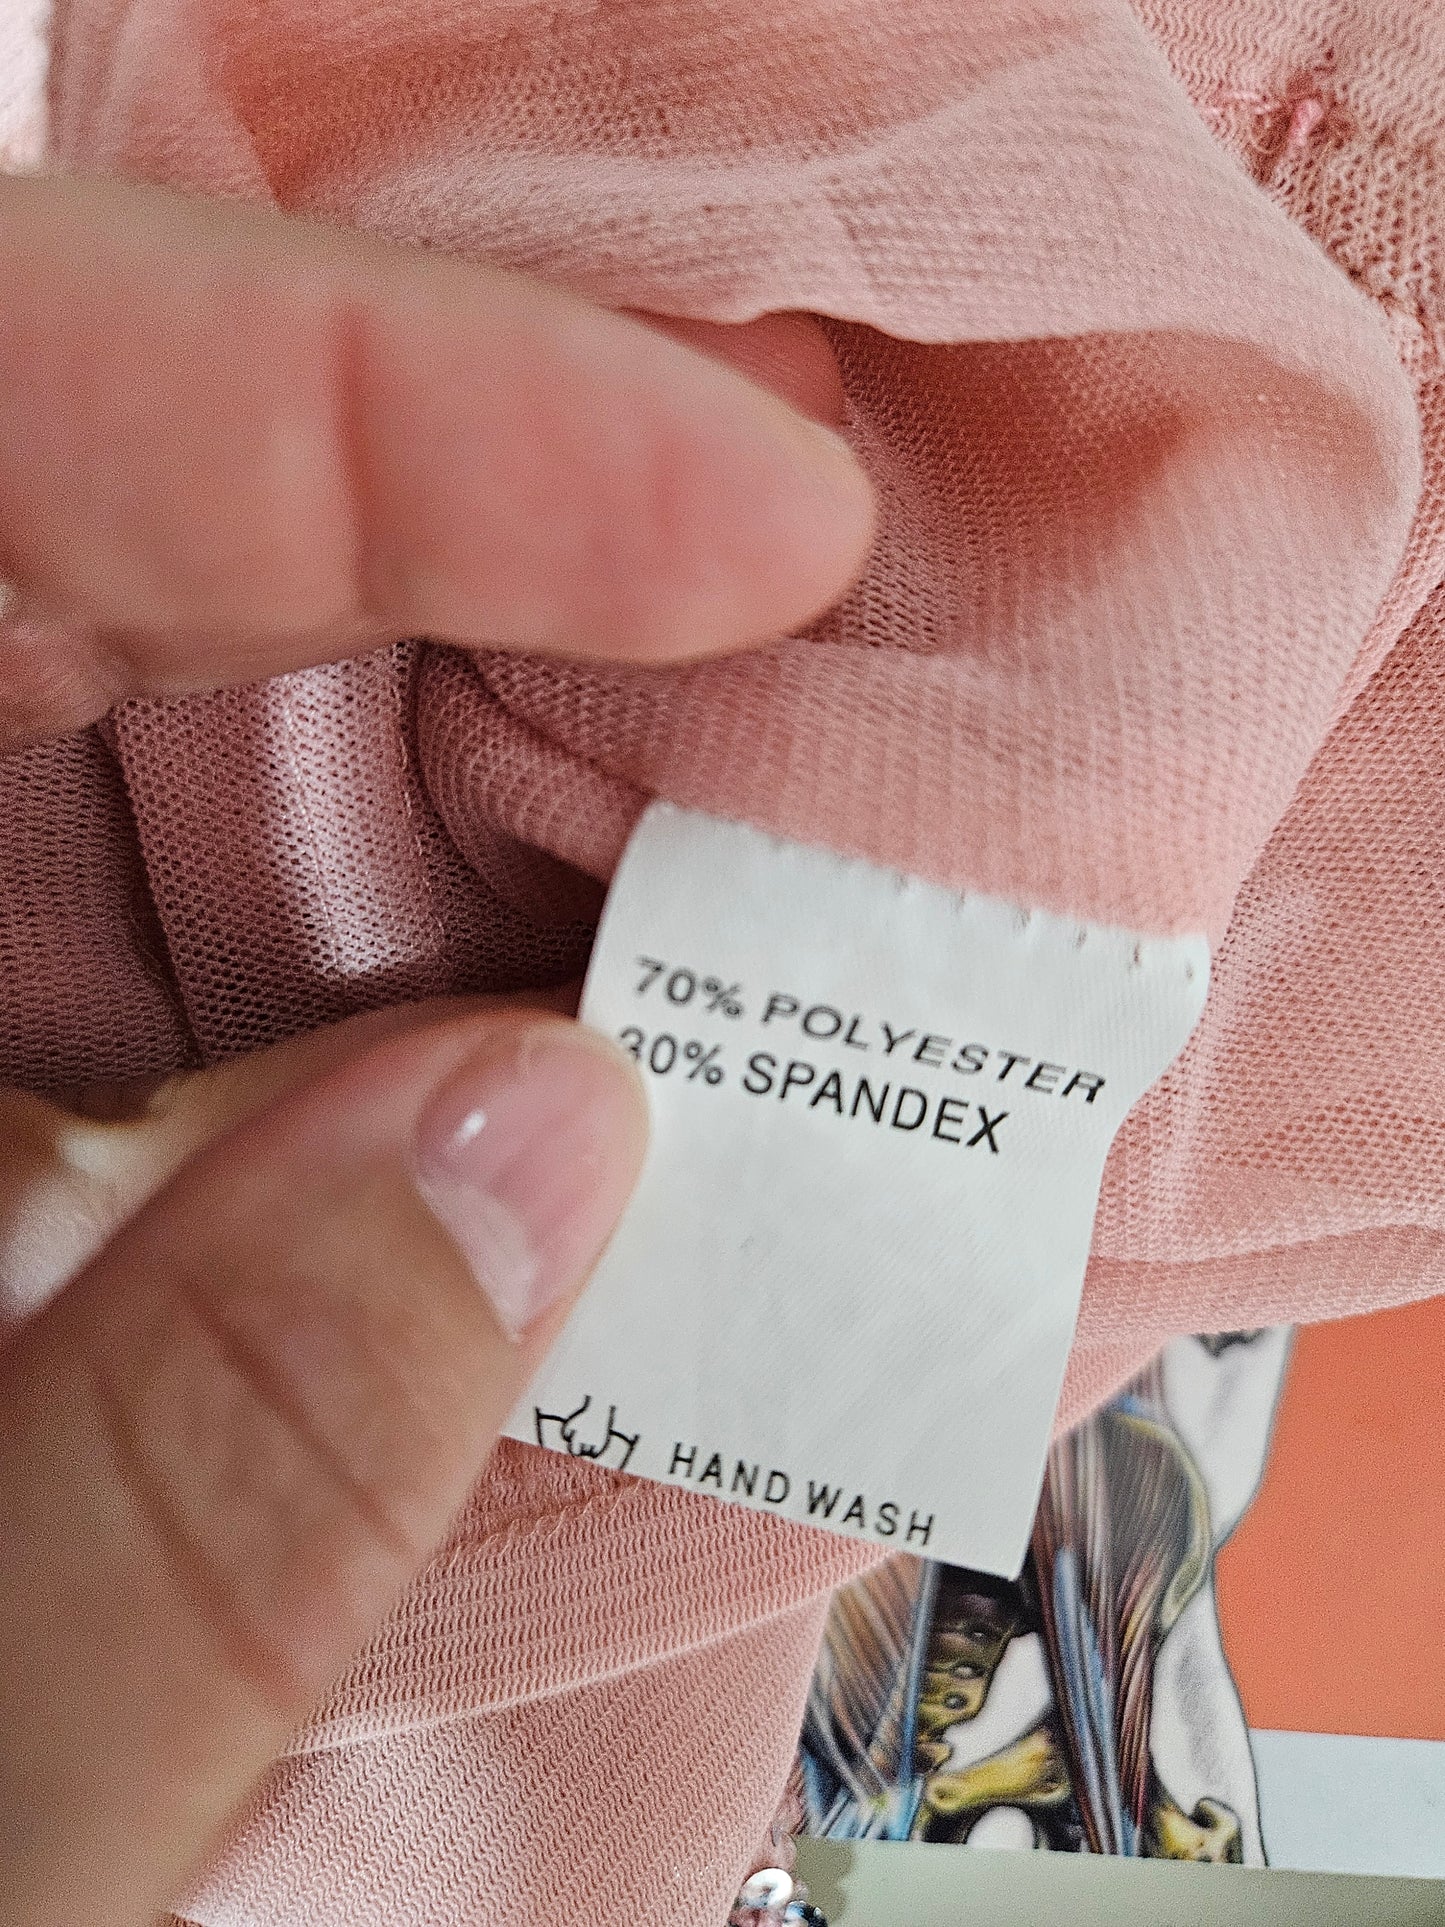 70% POLYESTER
30% SPANDEX
HAND WASH